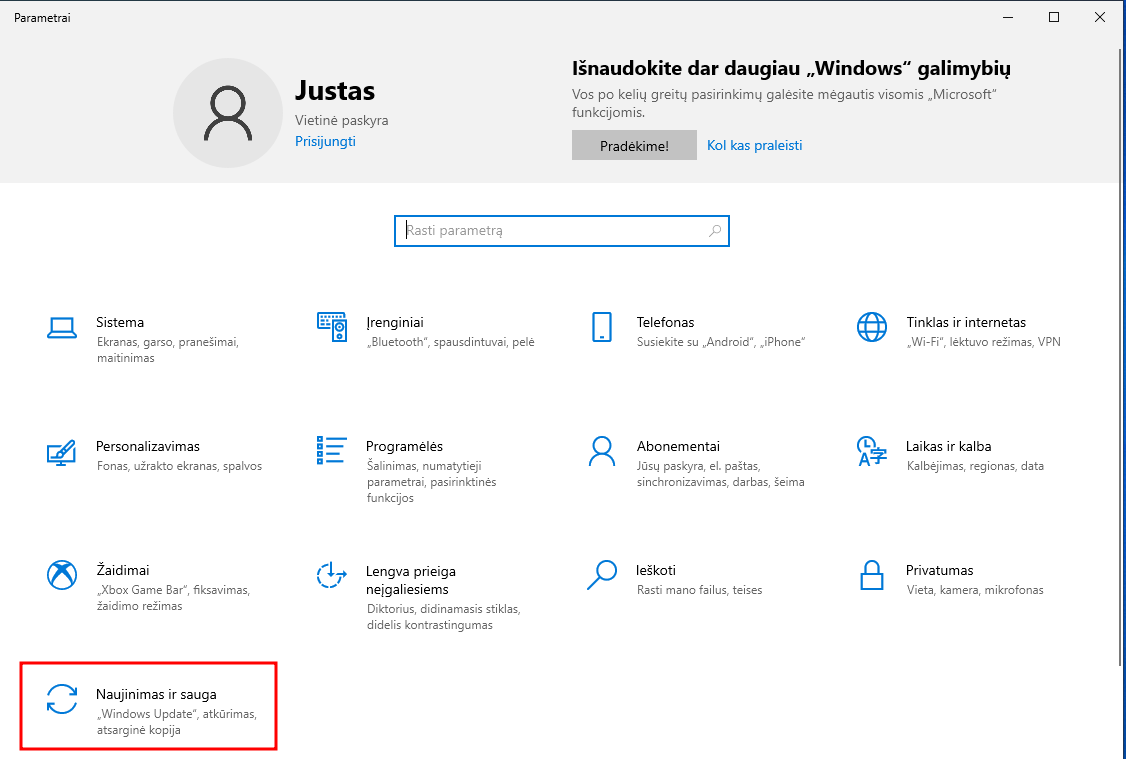 Parametrai
Justas
Vietinė paskyra
Prisijungti
Išnaudokite dar daugiau „Windows“ galimybių
Vos po kelių greitų pasirinkimų galėsite mėgautis visomis „Microsoft“
funkcijomis.
Pradėkime!
Kol kas praleisti
Rasti parametrą
Sistema
Ekranas, garso, pranešimai,
maitinimas
Įrenginiai
„Bluetooth“, spausdintuvai, pelė
Telefonas
Susiekite su „Android“, „iPhone“
Tinklas ir internetas
„Wi-Fi“, lėktuvo režimas, VPN
Personalizavimas
Fonas, užrakto ekranas, spalvos
Programėlės
Šalinimas, numatytieji
parametrai, pasirinktinės
funkcijos
Abonementai
Jūsų paskyra, el. paštas,
sinchronizavimas, darbas, šeima
Laikas ir kalba
Kalbėjimas, regionas, data
Žaidimai
„Xbox Game Bar“, fiksavimas,
žaidimo režimas
Lengva prieiga
neįgaliesiems
Diktorius, didinamasis stiklas,
didelis kontrastingumas
Ieškoti
Rasti mano failus, teises
Privatumas
Vieta, kamera, mikrofonas
Naujinimas ir sauga
„Windows Update“, atkūrimas,
atsarginė kopija